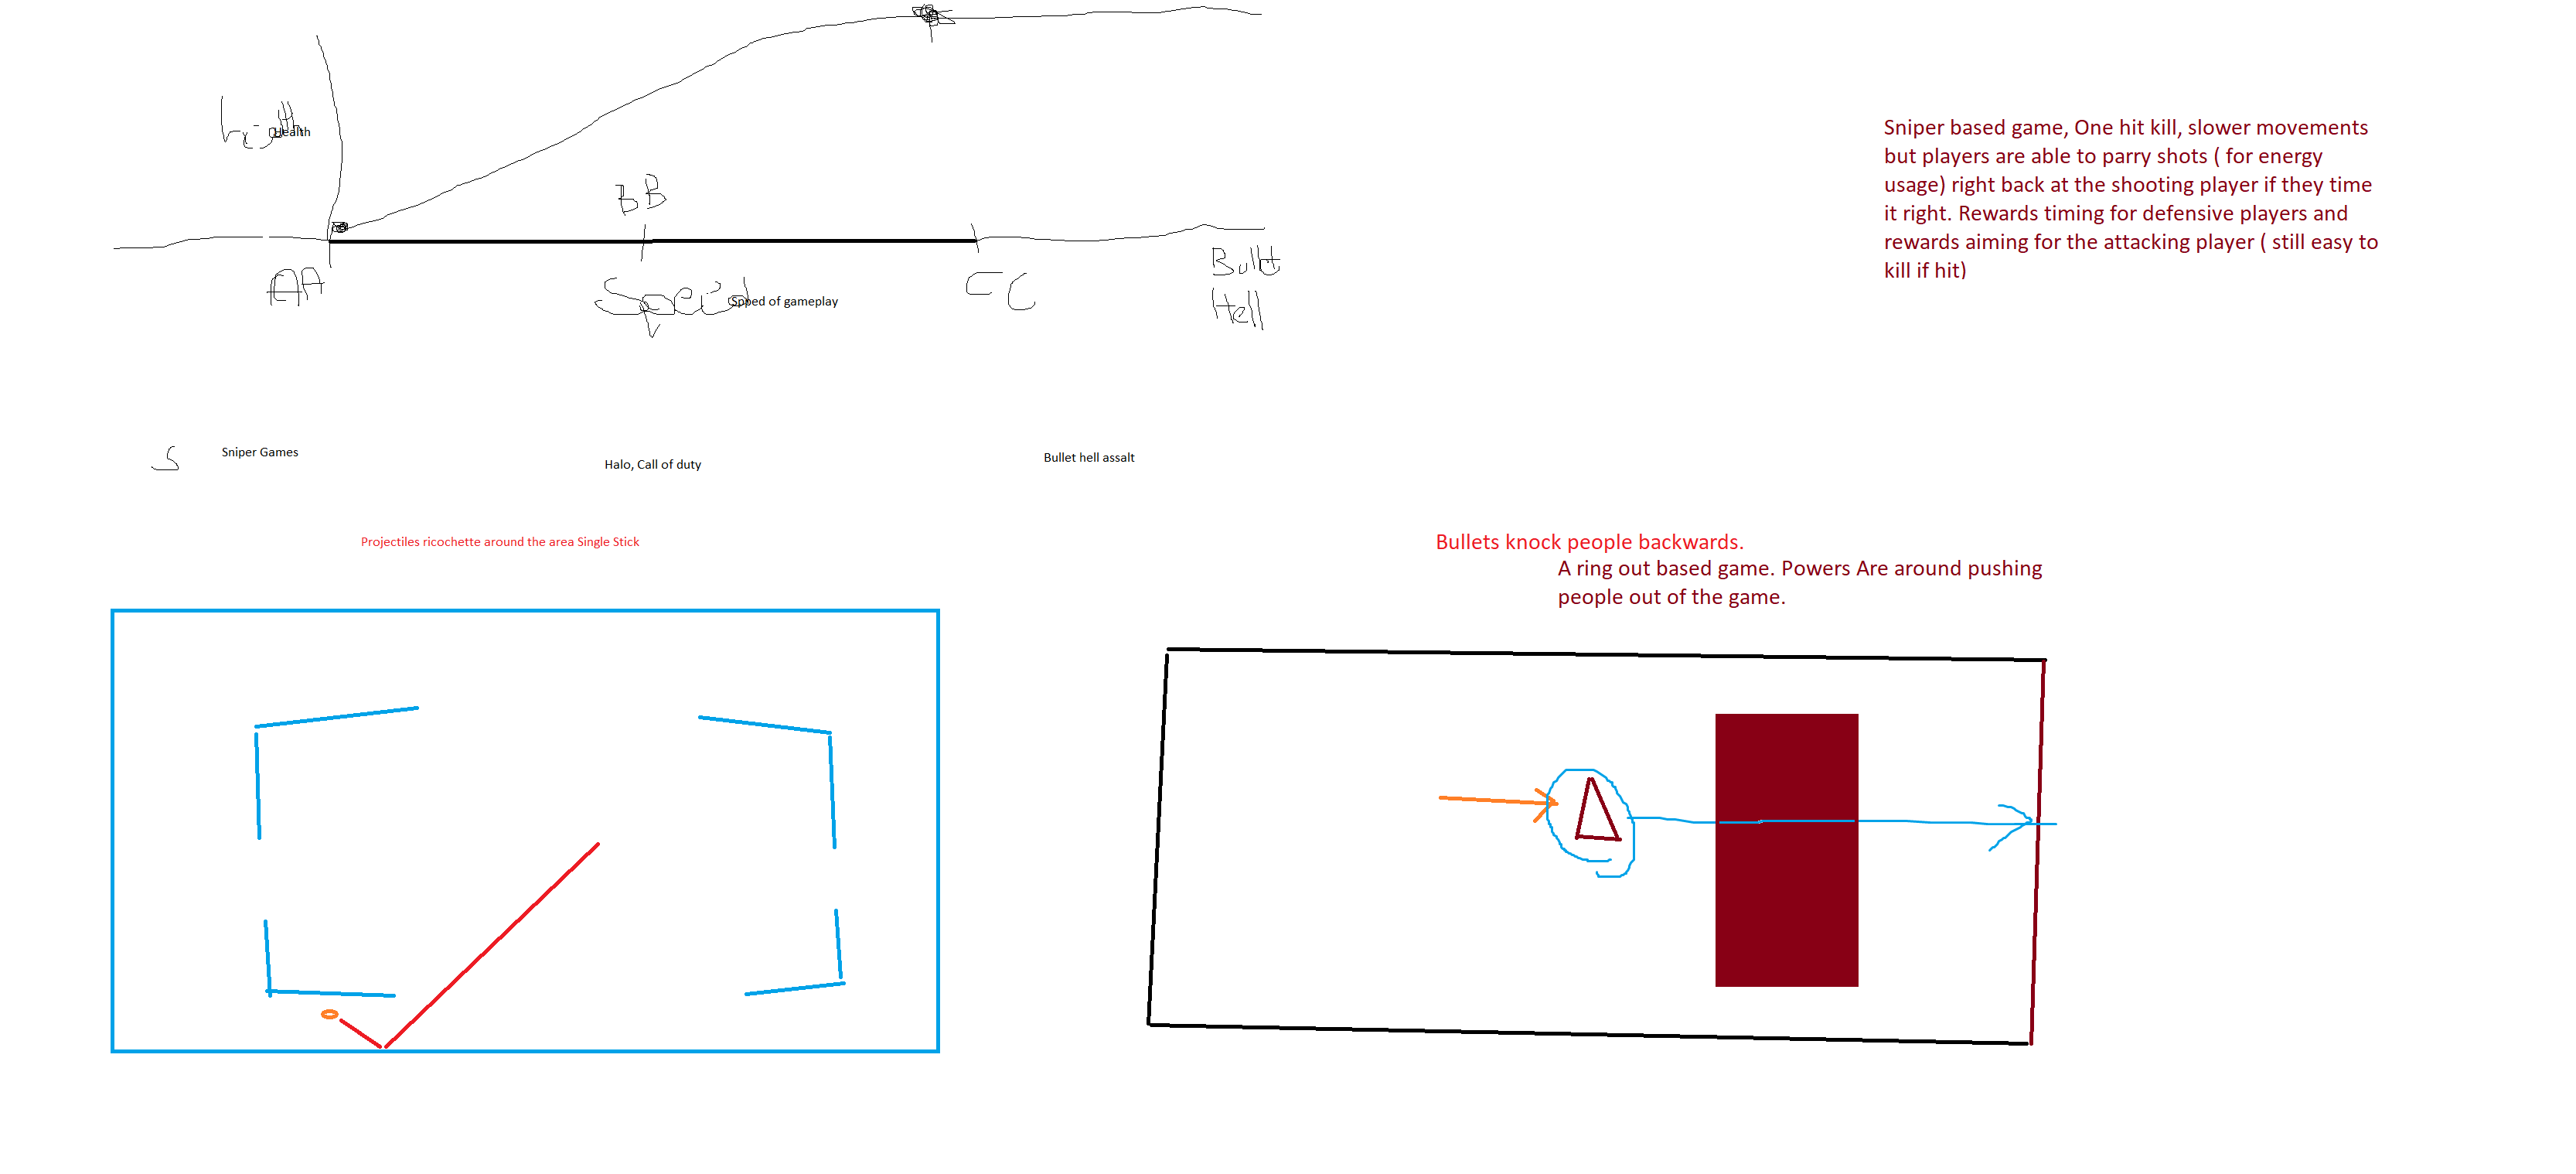 Health
Health
BB
AA
Speed
Spped of gameplay
CC
Bullet
Hell
Sniper based game, One hit kill, slower movements
but players are able to parry shots ( for energy
usage) right back at the shooting player if they time
it right. Rewards timing for defensive players and
rewards aiming for the attacking player ( still easy to
kill if hit)
S
Sniper Games
Halo, Call of duty
Bullet hell assalt
Projectiles ricochette around the area Single Stick
Bullets knock people backwards.
A ring out based game. Powers Are around pushing
people out of the game.